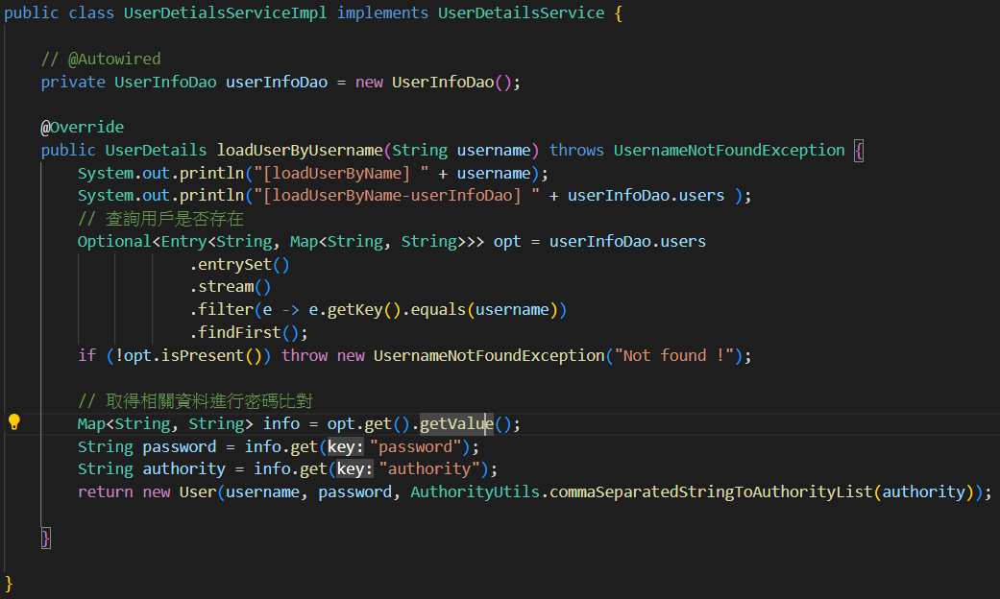 public class UserDetialsServiceImpl implements UserDetailsService {
// @Autowired
private UserInfoDao userInfoDao = new UserInfoDao();
@Override
public UserDetails loadUserByUsername(String username) throws UsernameNotFoundException {
System.out.println("[loadUserByName] " + username);
System.out.println("[loadUserByName-userInfoDao] " + userInfoDao.users );
// 查詢用戶是否存在
Optional<Entry<String, Map<String, String>>> opt = userInfoDao.users
.entrySet()
.stream()
.filter(e -> e.getKey().equals(username))
.findFirst();
if (!opt.isPresent()) throw new UsernameNotFoundException("Not found !");
// 取得相關資料進行密碼比對
Map<String, String> info = opt.get().getValue();
String password = info.get(key: "password");
String authority = info.get(key: "authority");
return new User(username, password, AuthorityUtils.commaSeparatedStringToAuthorityList(authority));
}
}